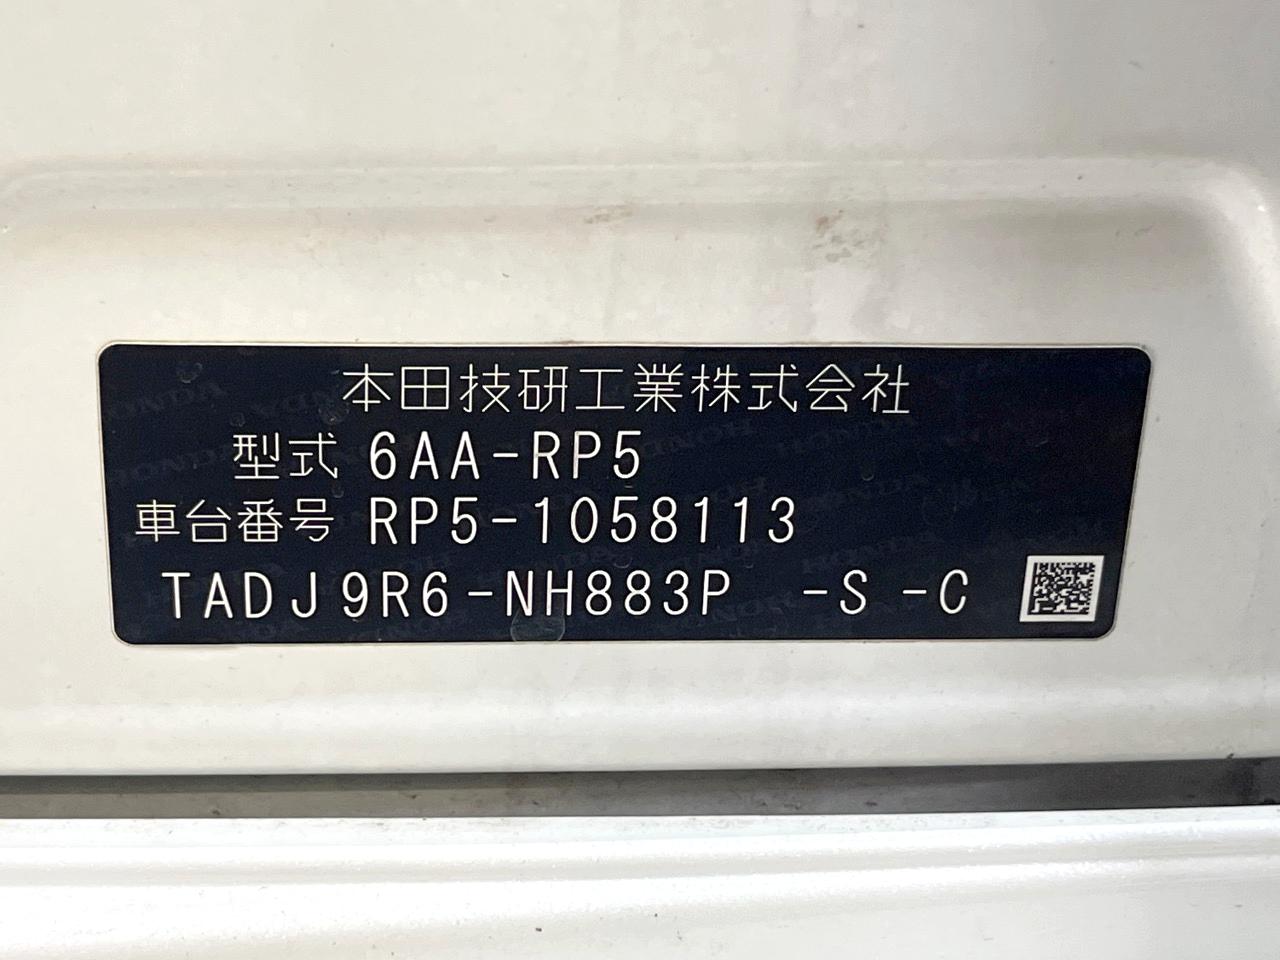 本田技研工業株式会社
型式 6AA-RP5
車台番号 RP5-1058113
TADJ9R6-NH883P -S -C